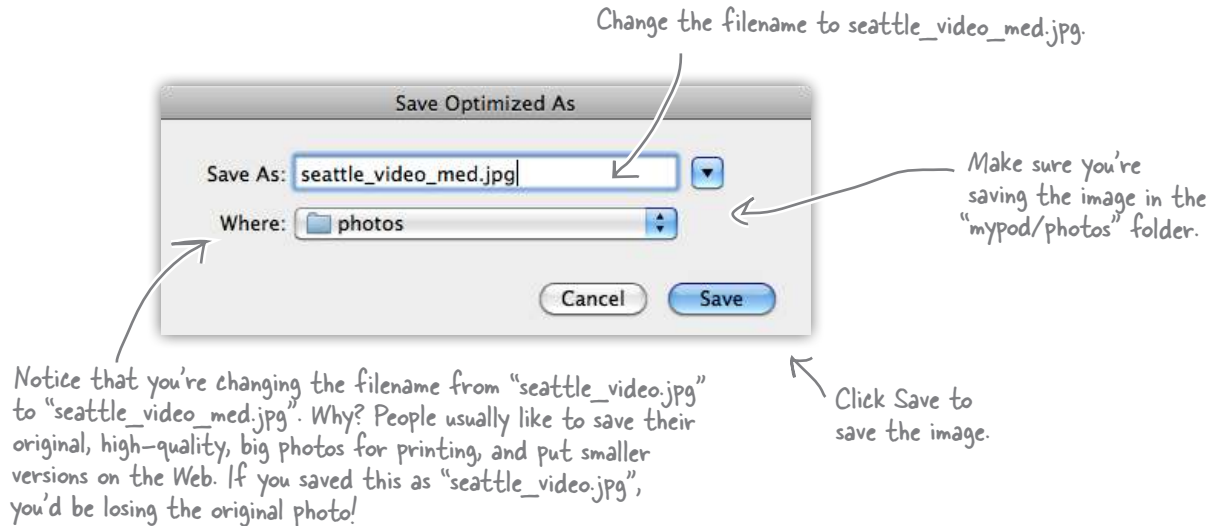 Change the filename to seattle_video_med.jpg.
Save Optimized As
Save As: seattle_video_med.jpg
Where: photos
Make sure you're
saving the image in the
"mypod/photos" folder.
Cancel Save
Notice that you're changing the filename from "seattle_video.jpg"
to "seattle_video_med.jpg". Why? People usually like to save their
original, high-quality, big photos for printing, and put smaller
versions on the Web. If you saved this as "seattle_video.jpg",
you'd be losing the original photo!
Click Save to
save the image.